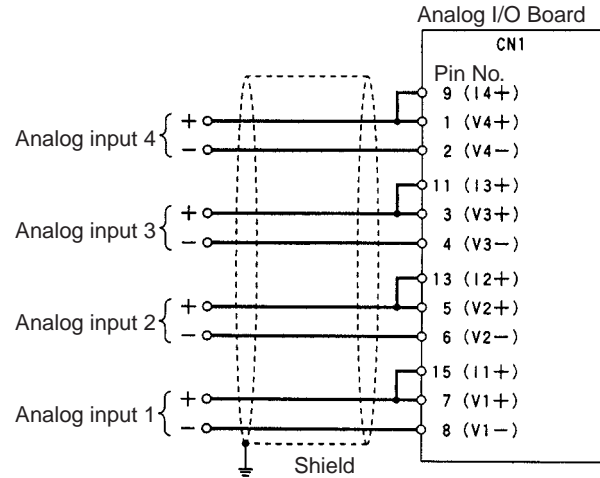 Analog I/O Board
CN1
Pin No.
9 (I4+)
Analog input 4 { + 1 (V4+)
− 2 (V4−)
11 (I3+)
Analog input 3 { + 3 (V3+)
− 4 (V3−)
13 (I2+)
Analog input 2 { + 5 (V2+)
− 6 (V2−)
15 (I1+)
Analog input 1 { + 7 (V1+)
− 8 (V1−)
Shield